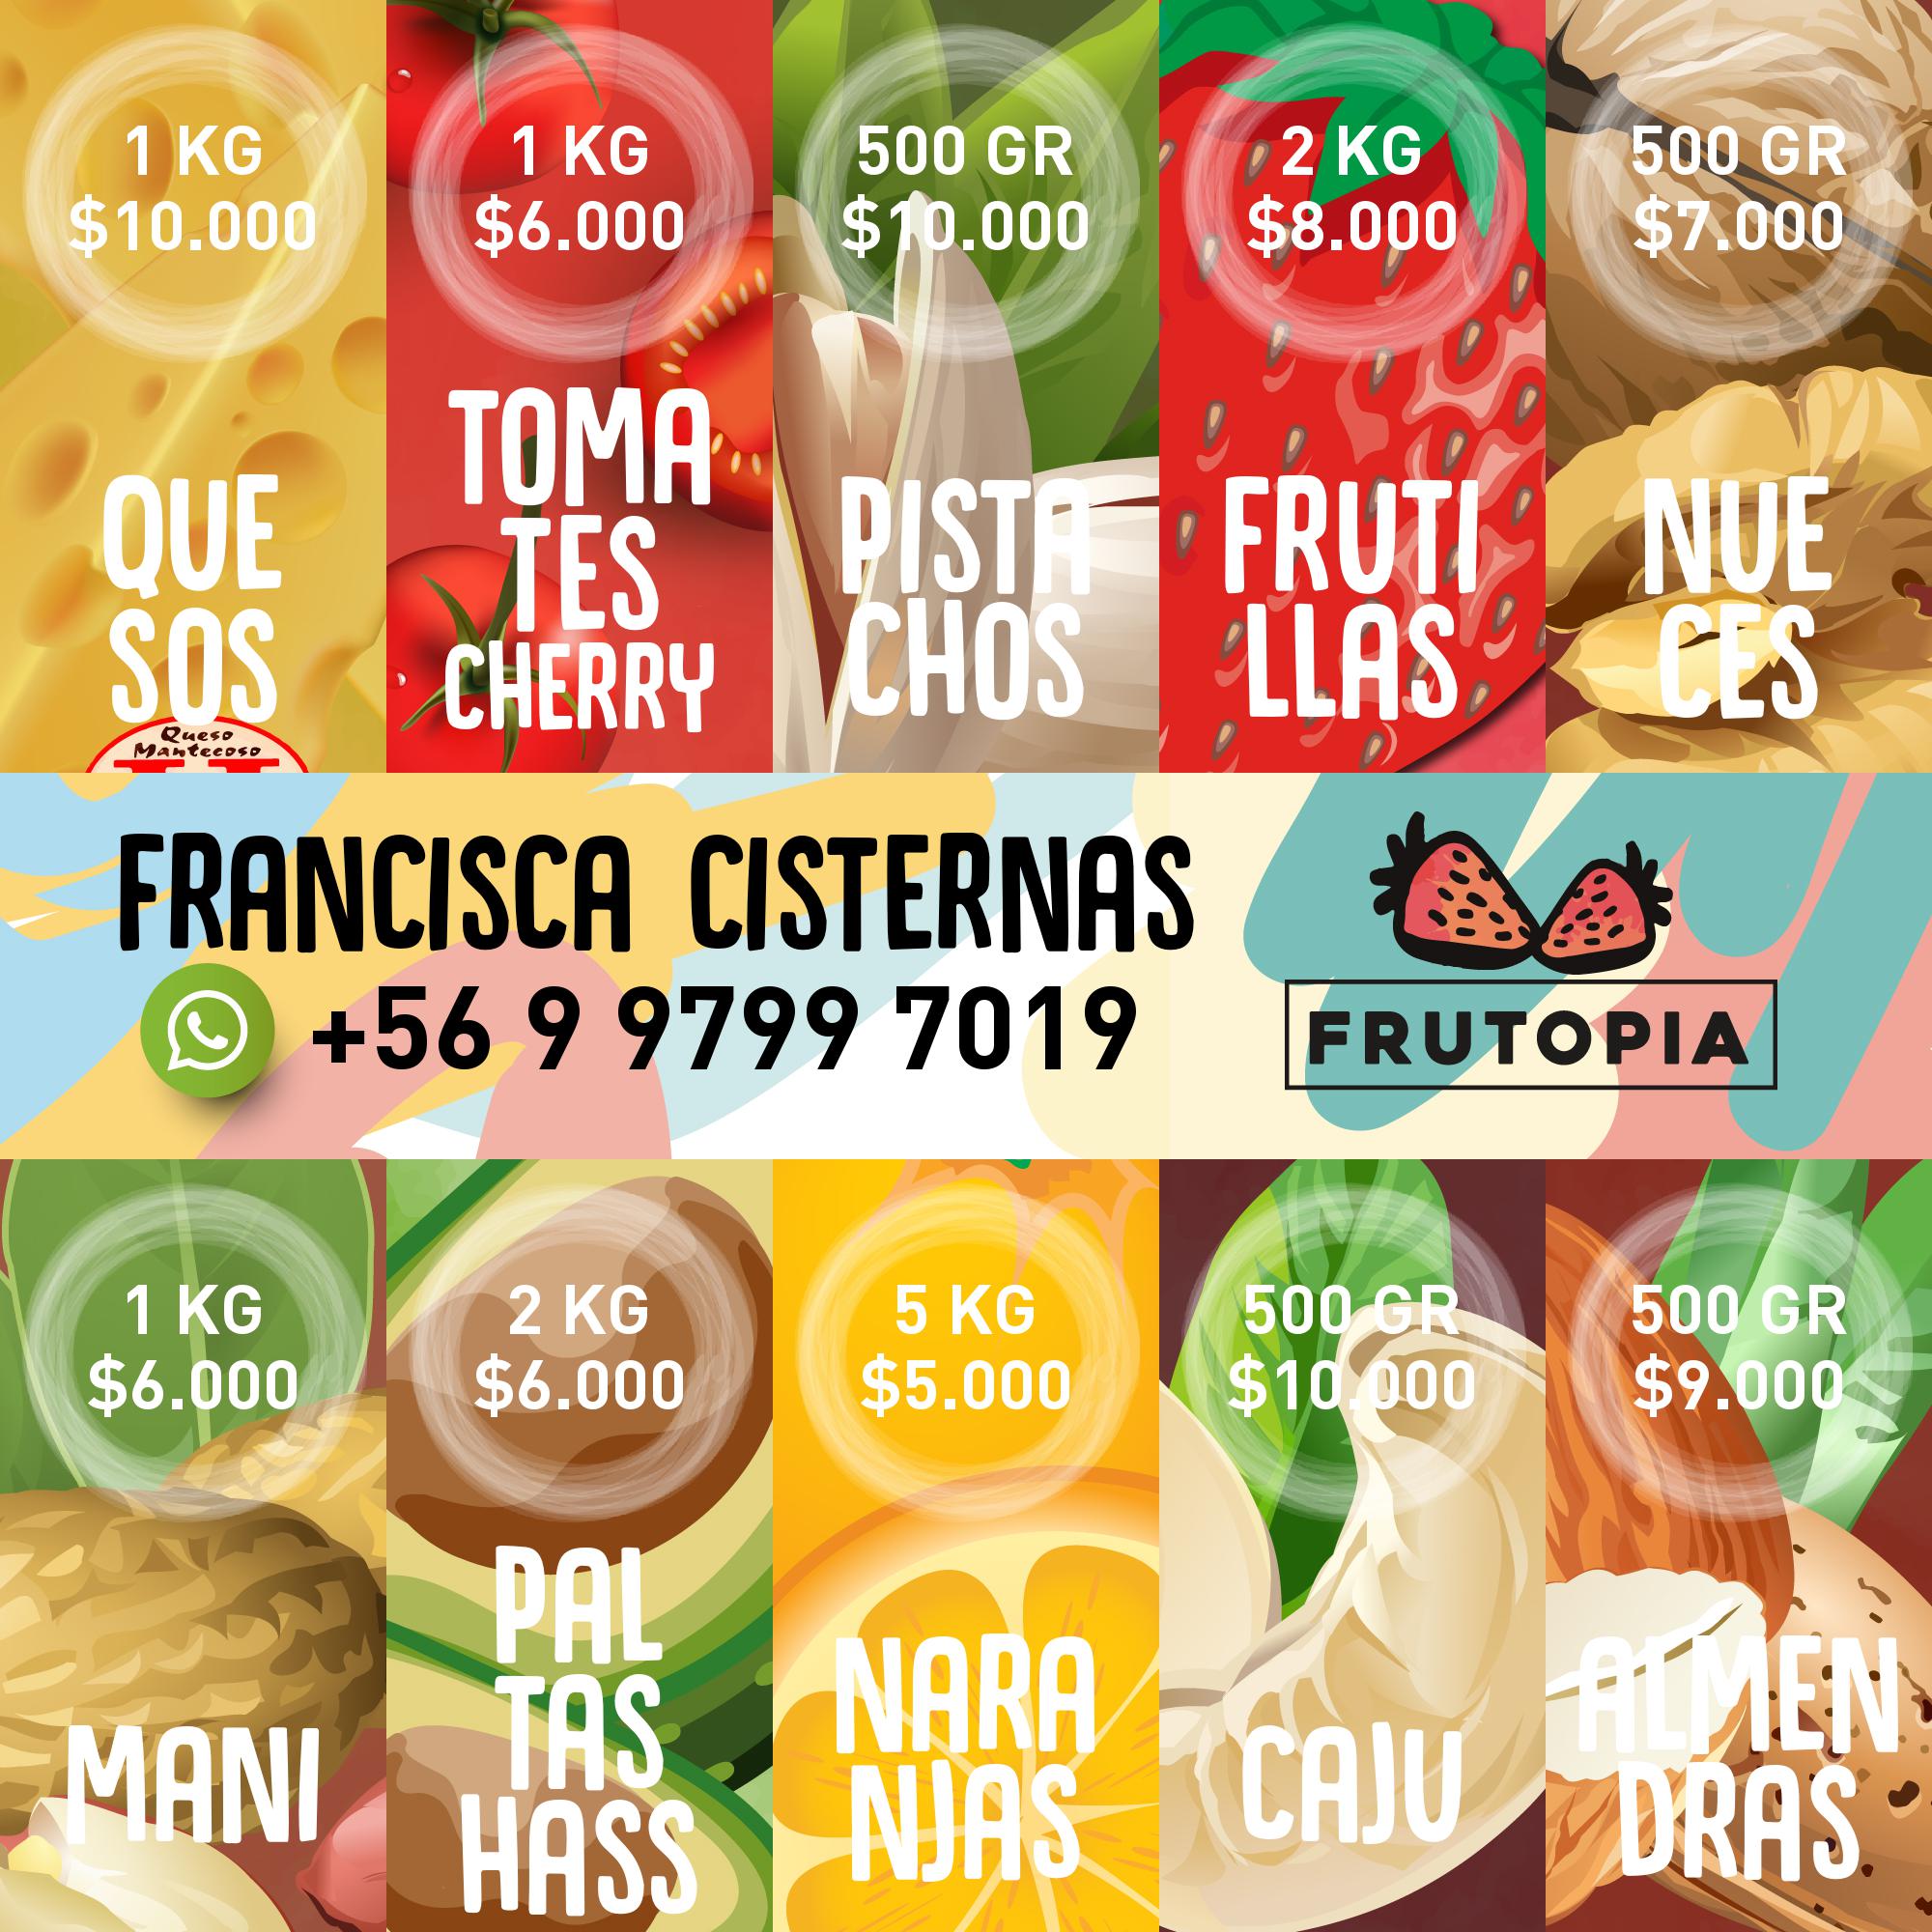 1 KG
$10.000
QUE
SOS
Queso
Mantecoso
1 KG
$6.000
TOMA
TES
CHERRY
500 GR
$10.000
PISTA
CHOS
2 KG
$8.000
FRUTI
LLAS
500 GR
$7.000
NUE
CES
FRANCISCA CISTERNAS
+56 9 9799 7019
FRUTOPIA
1 KG
$6.000
MANI
2 KG
$6.000
PAL
TAS
HASS
5 KG
$5.000
NARA
NJAS
500 GR
$10.000
CAJU
500 GR
$9.000
ALMEN
DRAS